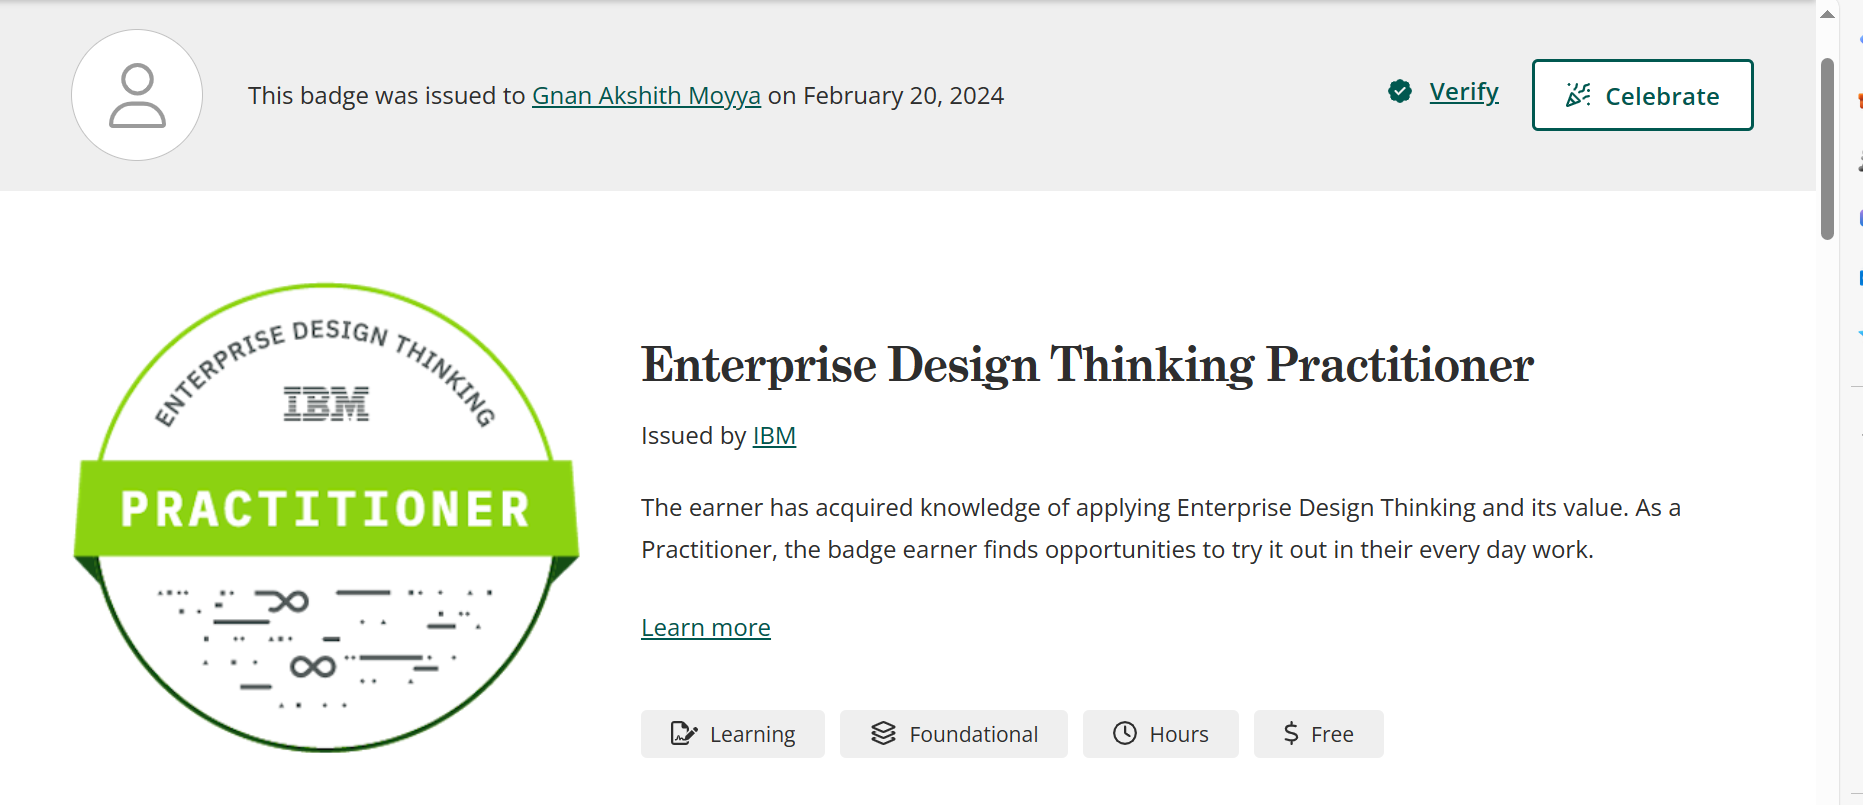 This badge was issued to Gnan Akshith Moyya on February 20, 2024
Verify
Celebrate
ENTERPRISE DESIGN THINKING
IBM
PRACTITIONER
Enterprise Design Thinking Practitioner
Issued by IBM
The earner has acquired knowledge of applying Enterprise Design Thinking and its value. As a
Practitioner, the badge earner finds opportunities to try it out in their every day work.
Learn more
Learning
Foundational
Hours
Free